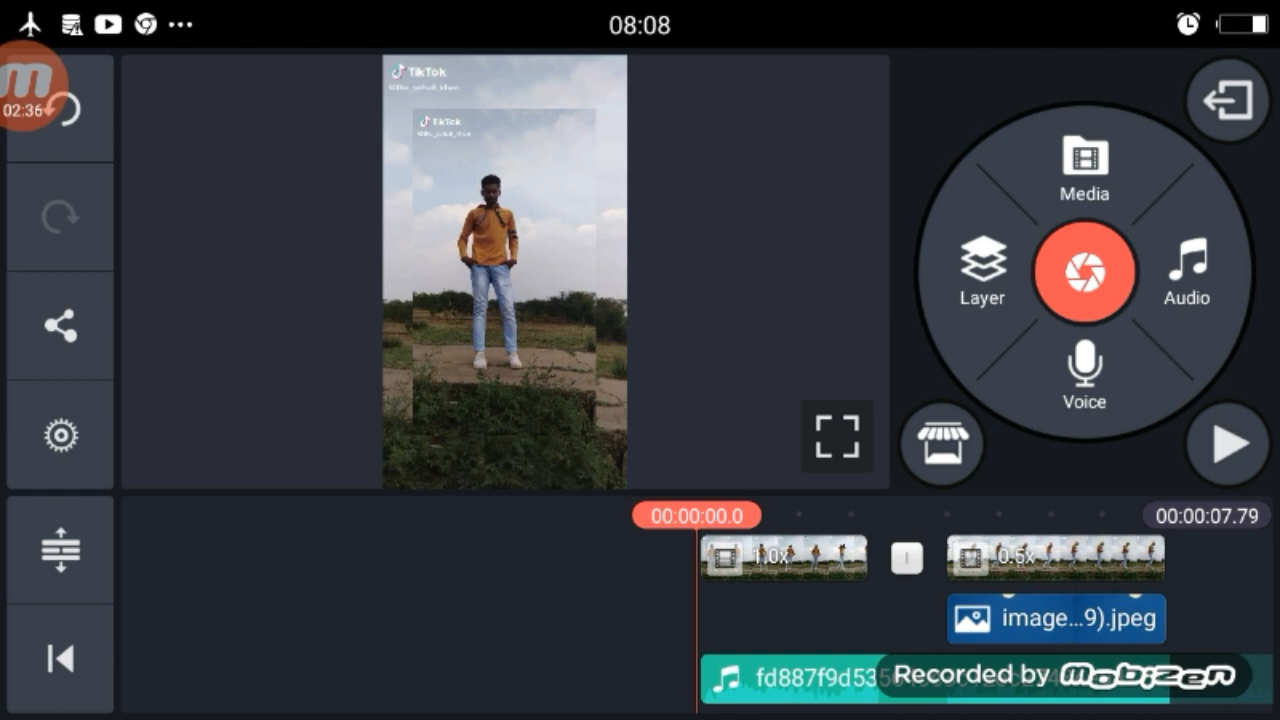 08:08
02:36
TikTok
TikTok
Media
Layer
Audio
Voice
00:00:00.0
00:00:07.79
1.0x
0.5x
image...9).jpeg
fd887f9d535
Recorded by mobizen